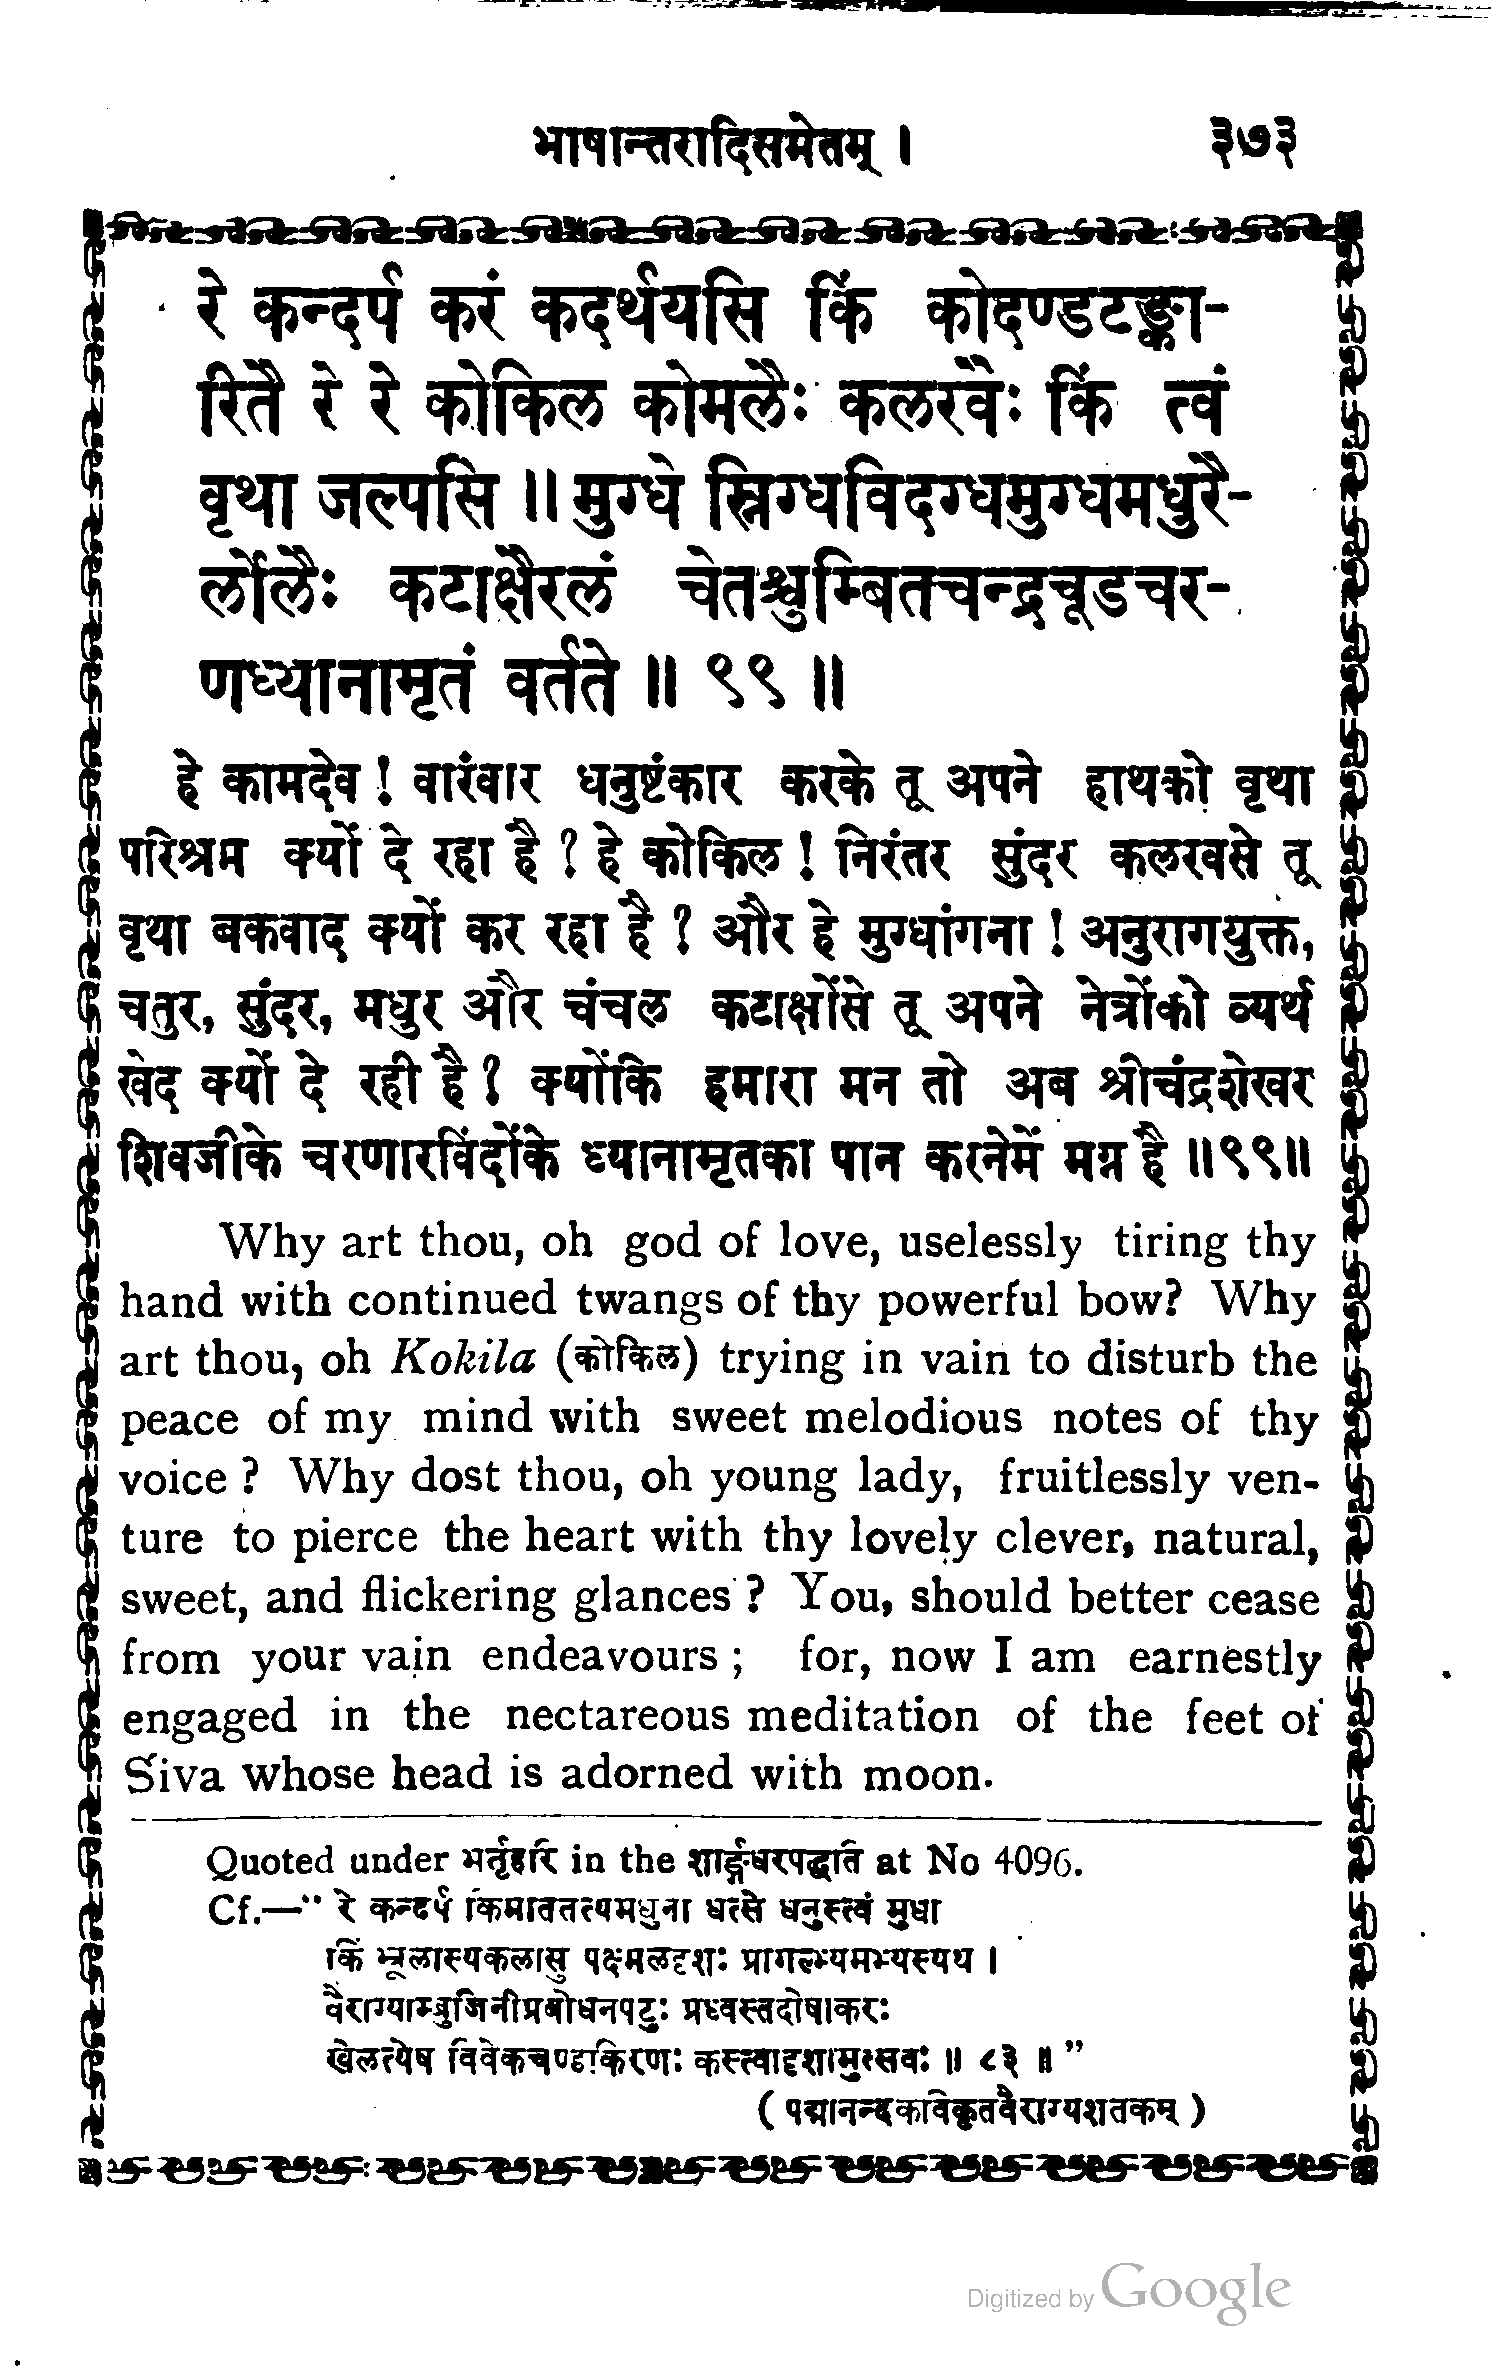 भाषान्तरादिसमेतम् । ३७३
रे कन्दर्प करं कदर्थयसि किं कोदण्डटङ्का-
रितै रे रे कोकिल कोमलैः कलरवैः किं त्वं
वृथा जल्पसि ॥ मुग्धे स्निग्धविदग्धमुग्धमधुरै-
र्लोलैः कटाक्षैरलं चेतश्चुम्बितचन्द्रचूडचर-
णध्यानामृतं वर्तते ॥ ९९ ॥
हे कामदेव ! वारंवार धनुष्टंकार करके तू अपने हाथको वृथा
परिश्रम क्यों दे रहा है ? हे कोकिल ! निरंतर सुंदर कलरवसे तू
वृथा बकवाद क्यों कर रहा है ? और हे मुग्धांगना ! अनुरागयुक्त,
चतुर, सुंदर, मधुर और चंचल कटाक्षोंसे तू अपने नेत्रोंको व्यर्थ
खेद क्यों दे रही है ? क्योंकि हमारा मन तो अब श्रीचंद्रशेखर
शिवजीके चरणारविंदोंके ध्यानामृतका पान करनेमें मग्न है ॥९९॥
Why art thou, oh god of love, uselessly tiring thy
hand with continued twangs of thy powerful bow? Why
art thou, oh Kokila (कोकिल) trying in vain to disturb the
peace of my mind with sweet melodious notes of thy
voice ? Why dost thou, oh young lady, fruitlessly ven-
ture to pierce the heart with thy lovely clever, natural,
sweet, and flickering glances ? You, should better cease
from your vain endeavours ; for, now I am earnestly
engaged in the nectareous meditation of the feet of
Śiva whose head is adorned with moon.
Quoted under भर्तृहरि in the शार्ङ्गधरपद्धति at No 4096.
Cf.—" रे कन्दर्प किमाततज्यमधुना धत्से धनुस्त्वं मुधा
किं भ्रूलास्यकलासु पक्ष्मलदृशः प्रागल्भ्यमभ्यस्यथ ।
वैराग्याम्बुजिनीप्रबोधनपटुः प्रध्वस्तदोषाकरः
खेलत्येष विवेकचण्डकिरणः कस्त्वादृशामुत्सवः ॥ ८३ ॥ "
( पद्मानन्दकविकृतवैराग्यशतकम् )
Digitized by Google